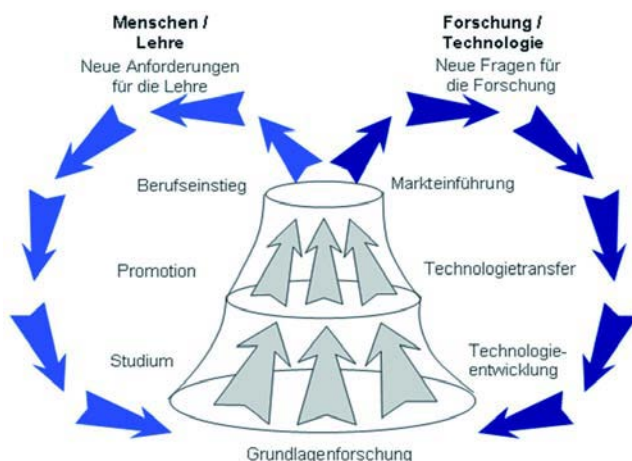 Menschen /
Lehre
Neue Anforderungen
für die Lehre
Forschung /
Technologie
Neue Fragen für
die Forschung
Berufseinstieg
Markteinführung
Promotion
Technologietransfer
Studium
Technologie-
entwicklung
Grundlagenforschung